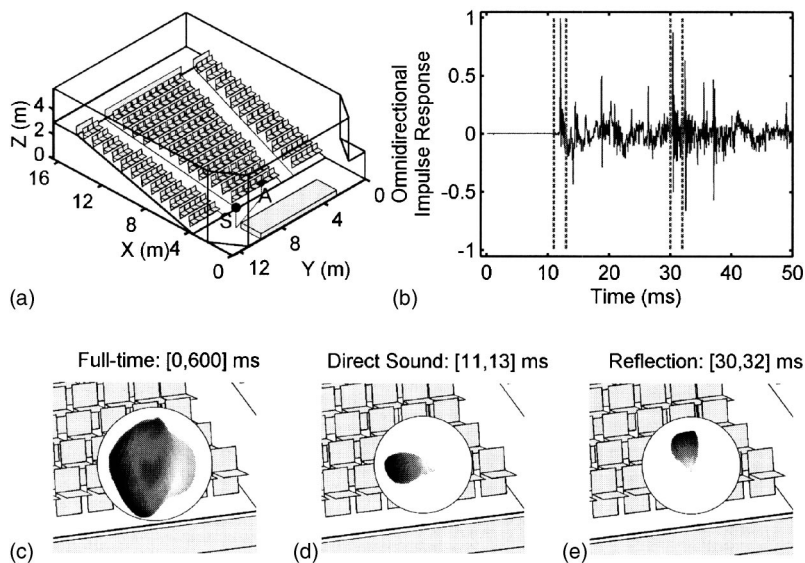 Z (m)
4
2
0
16
12
8
4
0
X (m)
12
8
4
0
Y (m)
S
A
(a)
Omnidirectional
Impulse Response
1
0.5
0
-0.5
-1
0
10
20
30
40
50
Time (ms)
(b)
Full-time: [0,600] ms
Direct Sound: [11,13] ms
Reflection: [30,32] ms
(c)
(d)
(e)